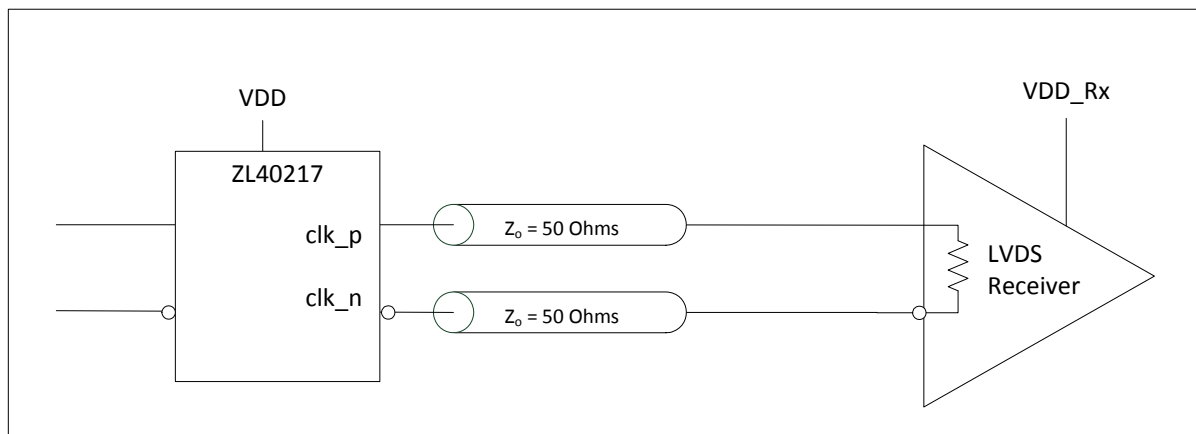 VDD
VDD_Rx
ZL40217
clk_p
Zₒ = 50 Ohms
LVDS
Receiver
clk_n
Zₒ = 50 Ohms